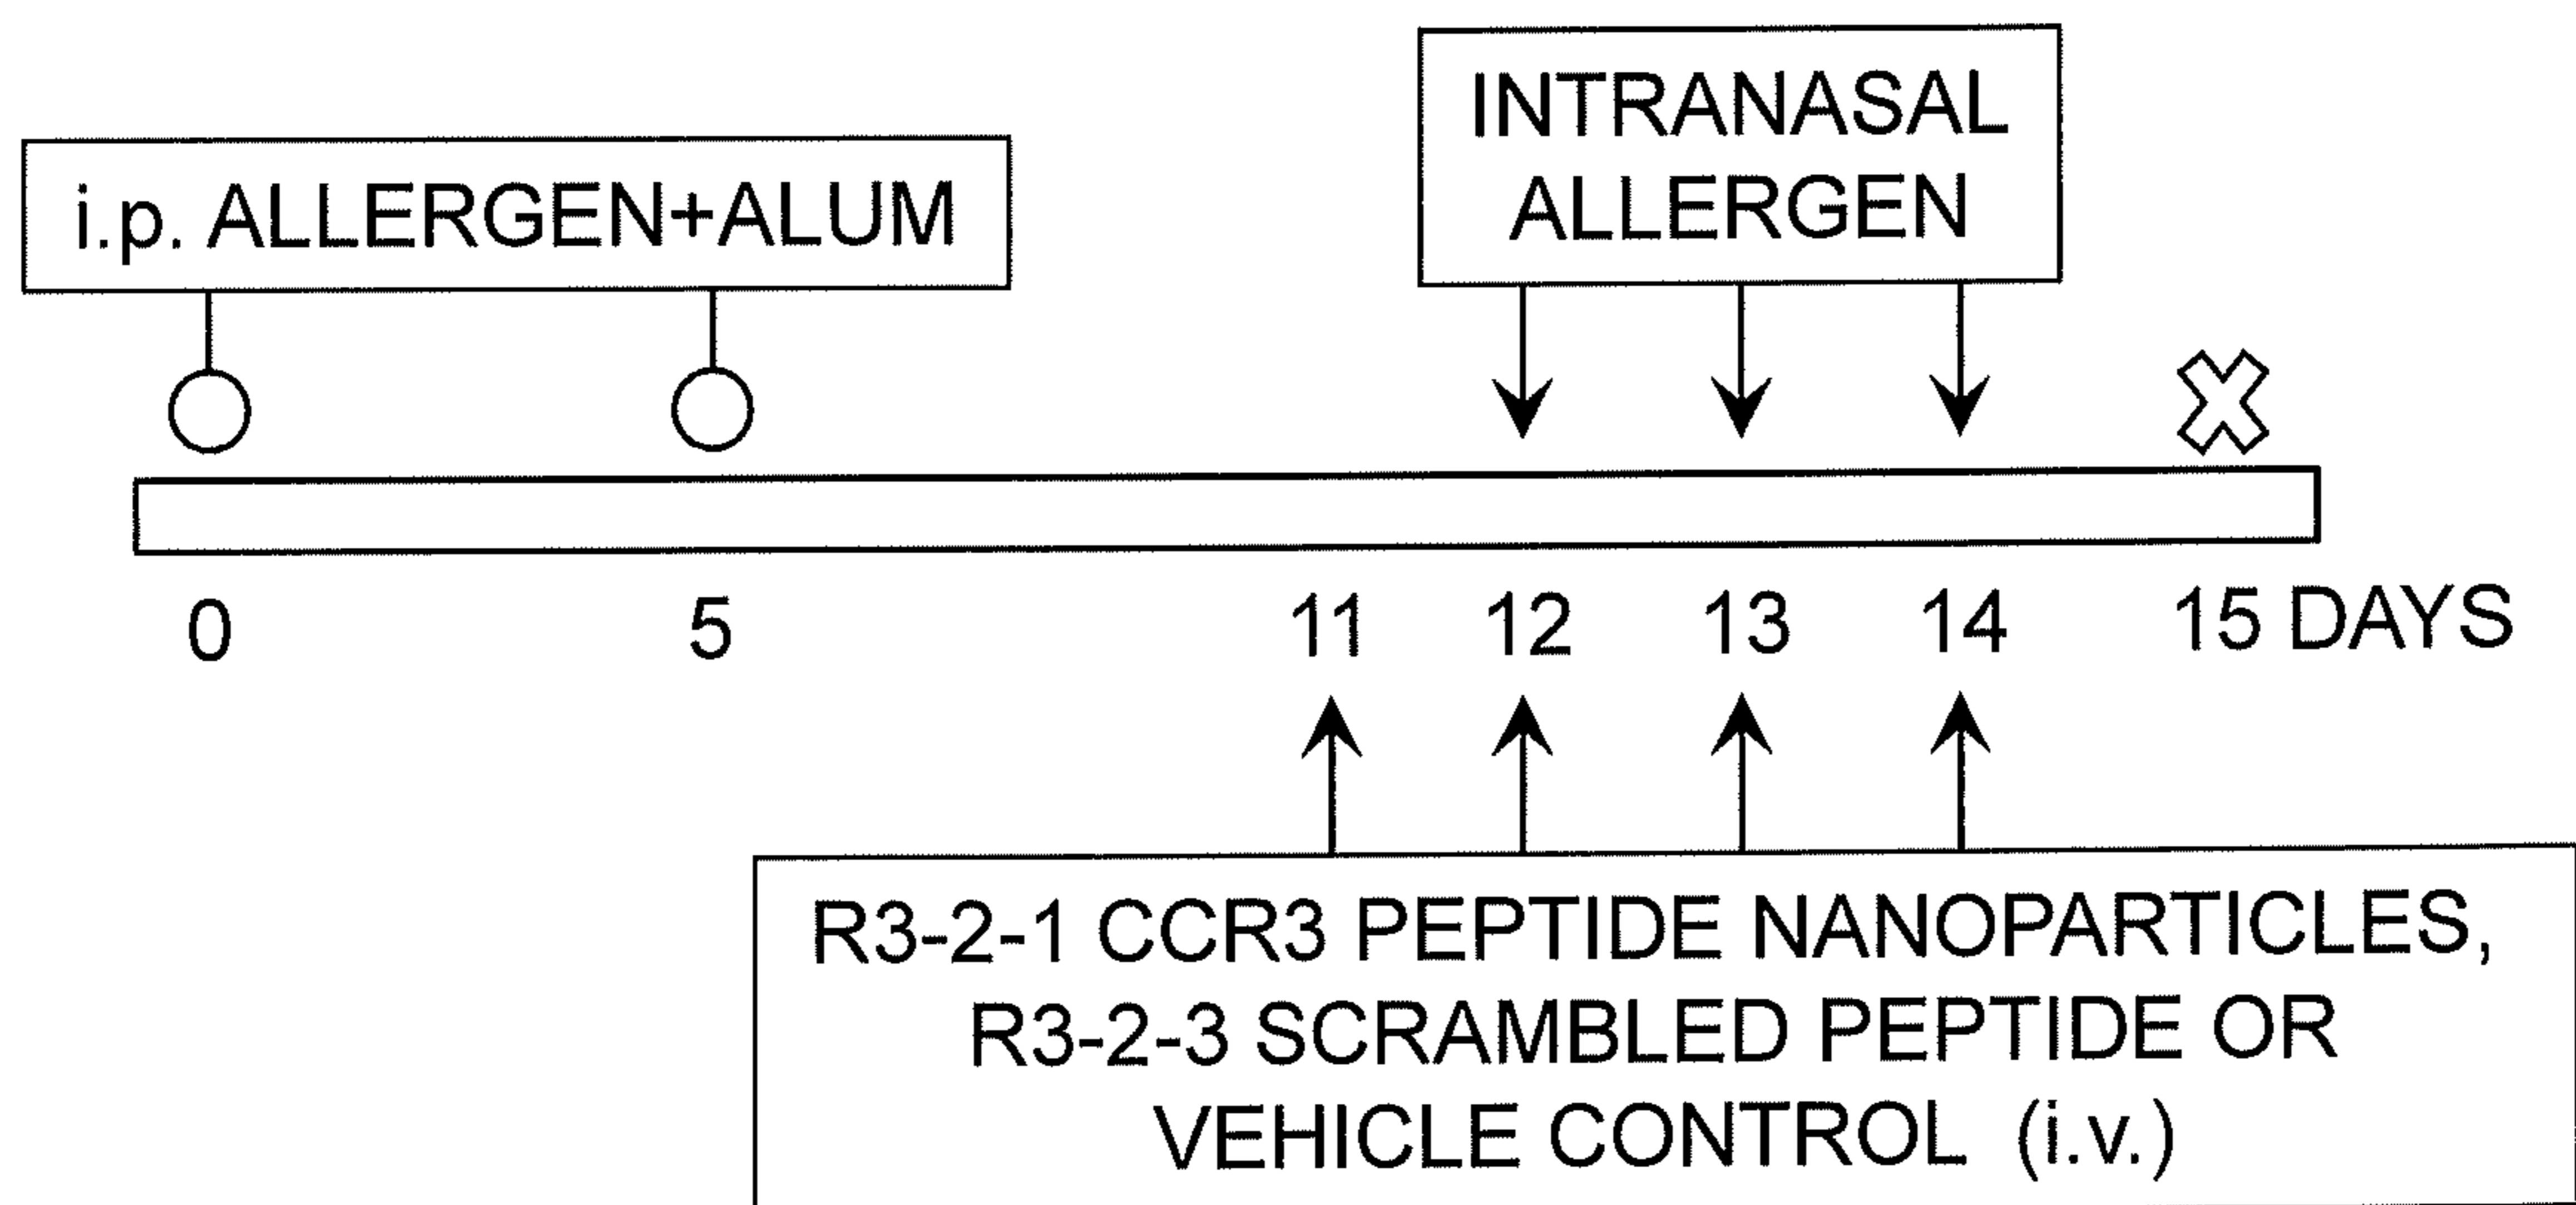 INTRANASAL
ALLERGEN
i.p. ALLERGEN+ALUM
0 5 11 12 13 14 15 DAYS
R3-2-1 CCR3 PEPTIDE NANOPARTICLES,
R3-2-3 SCRAMBLED PEPTIDE OR
VEHICLE CONTROL (i.v.)